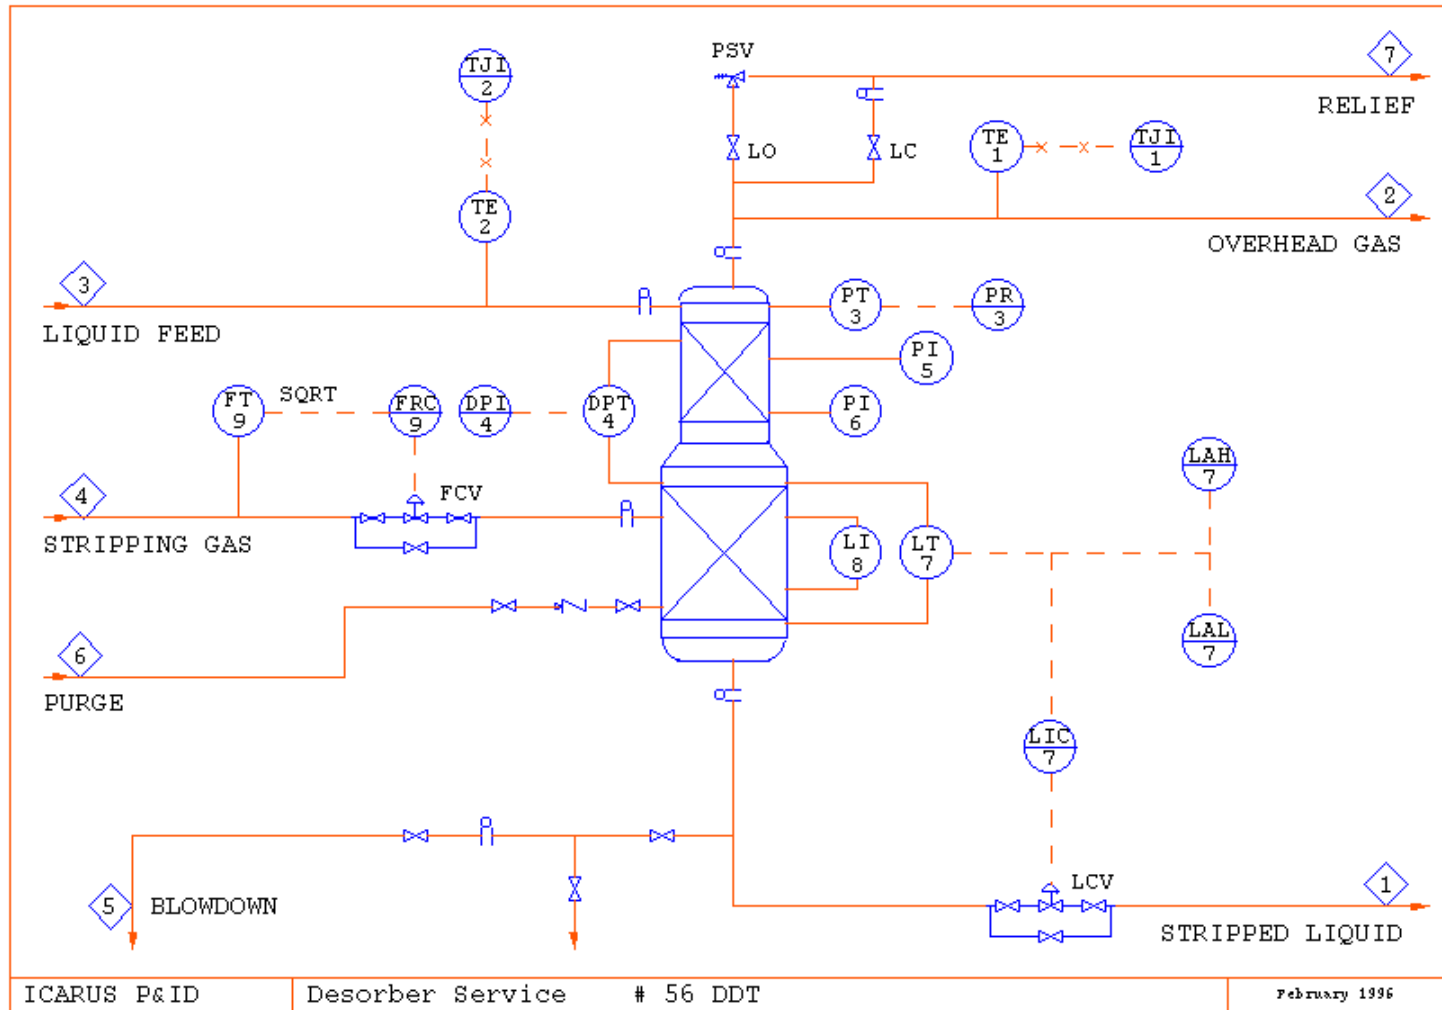 PSV
7
RELIEF
TJI
2
LO
LC
TE
1
TJI
1
TE
2
2
OVERHEAD GAS
3
LIQUID FEED
PT
3
PR
3
PI
5
SQRT
FT
9
FRC
9
DPI
4
DPT
4
PI
6
LAH
7
4
STRIPPING GAS
FCV
LI
8
LT
7
LAL
7
6
PURGE
LIC
7
5
BLOWDOWN
LCV
1
STRIPPED LIQUID
ICARUS P&ID
Desorber Service # 56 DDT
February 1996